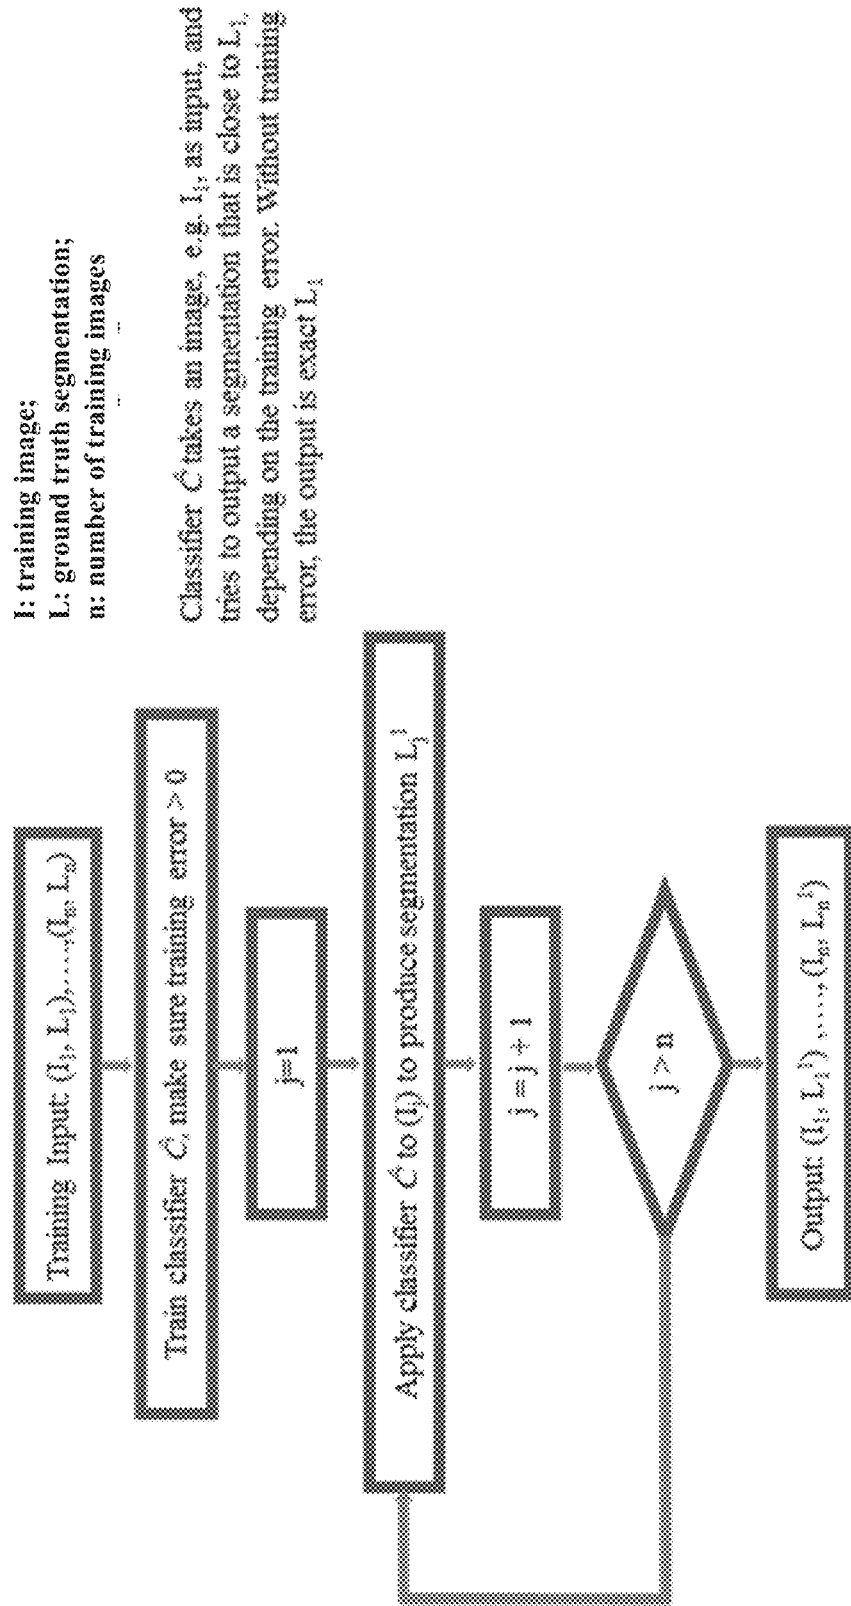 I: training image;
L: ground truth segmentation;
n: number of training images
Classifier Ĉ takes an image, e.g. I₁, as input, and
tries to output a segmentation that is close to L₁,
depending on the training error. Without training
error, the output is exact L₁
Training Input: (I₁, L₁),....,(Iₙ, Lₙ)
Train classifier Ĉ, make sure training error > 0
j=1
Apply classifier Ĉ to (Iⱼ) to produce segmentation Lⱼ¹
j = j + 1
j > n
Output: (I₁, L₁¹) ,...., (Iₙ, Lₙ¹)